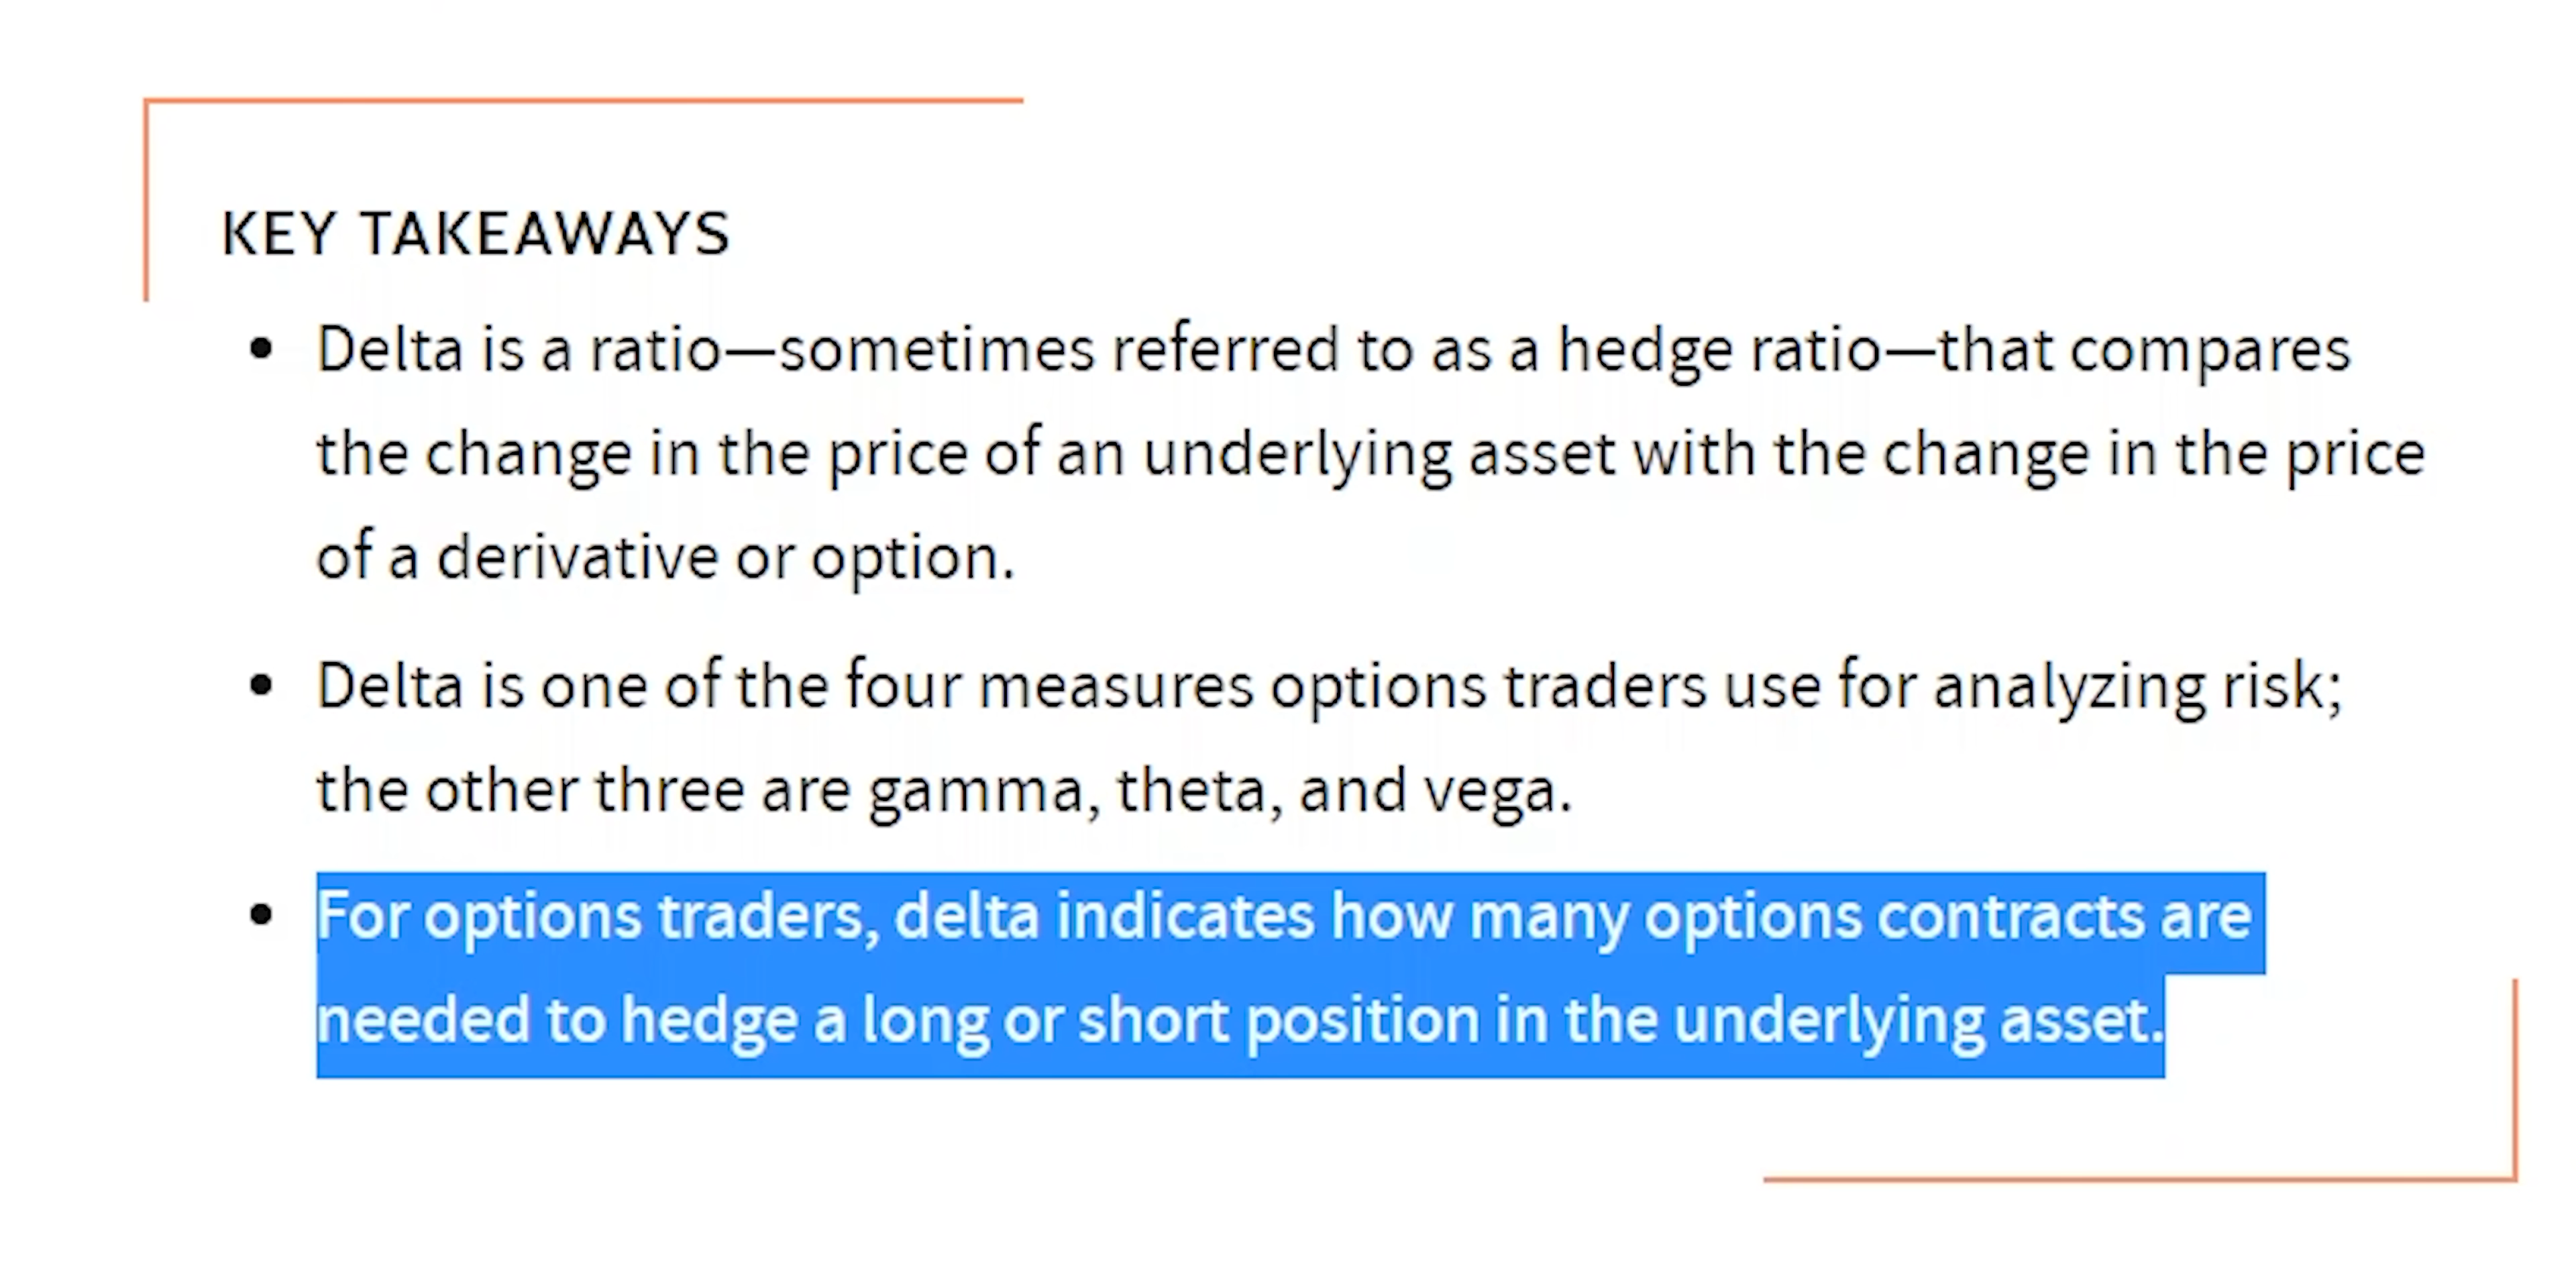 KEY TAKEAWAYS
• Delta is a ratio—sometimes referred to as a hedge ratio—that compares
the change in the price of an underlying asset with the change in the price
of a derivative or option.
• Delta is one of the four measures options traders use for analyzing risk;
the other three are gamma, theta, and vega.
• For options traders, delta indicates how many options contracts are
needed to hedge a long or short position in the underlying asset.